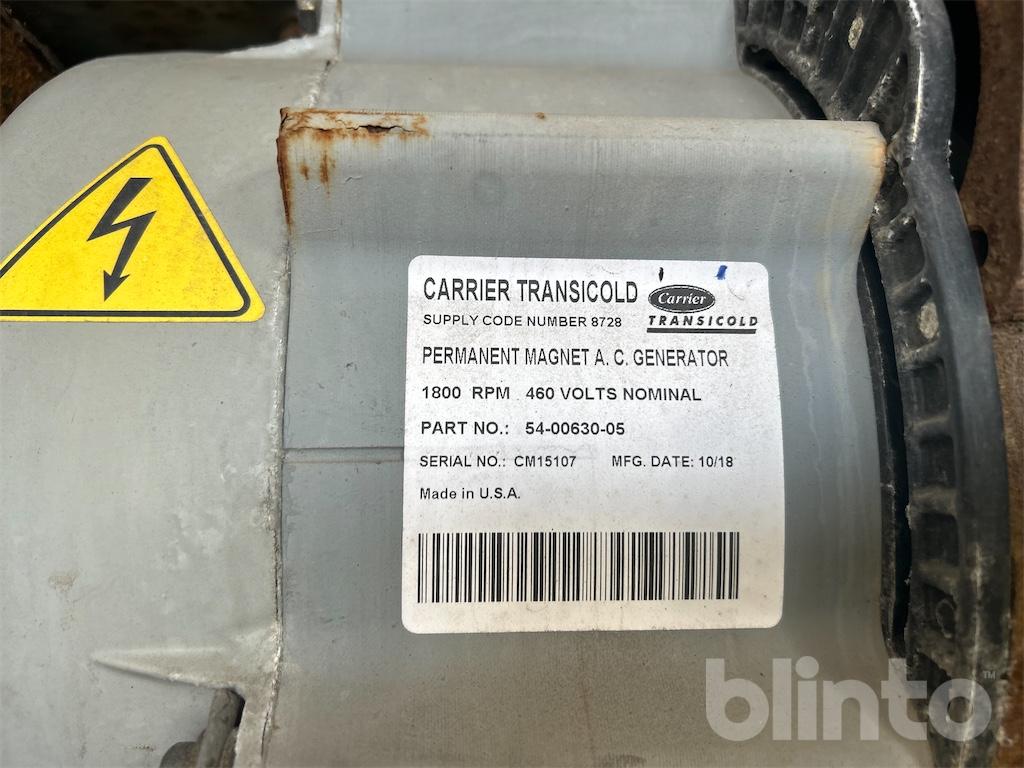 CARRIER TRANSICOLD
Carrier
TRANSICOLD
SUPPLY CODE NUMBER 8728
PERMANENT MAGNET A. C. GENERATOR
1800 RPM 460 VOLTS NOMINAL
PART NO.: 54-00630-05
SERIAL NO.: CM15107 MFG. DATE: 10/18
Made in U.S.A.
blinto™